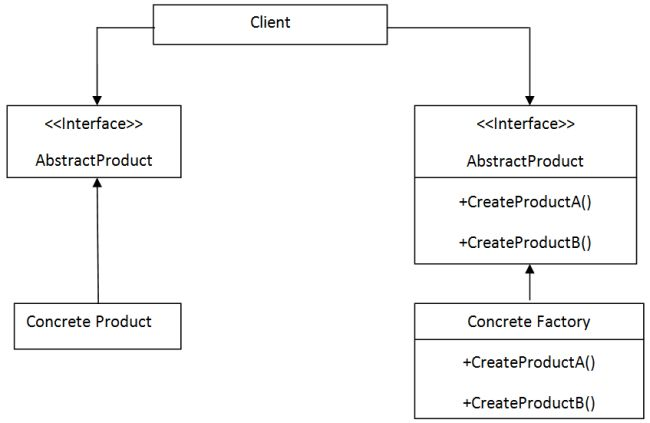 Client
<<Interface>>
AbstractProduct
<<Interface>>
AbstractProduct
+CreateProductA()
+CreateProductB()
Concrete Product
Concrete Factory
+CreateProductA()
+CreateProductB()